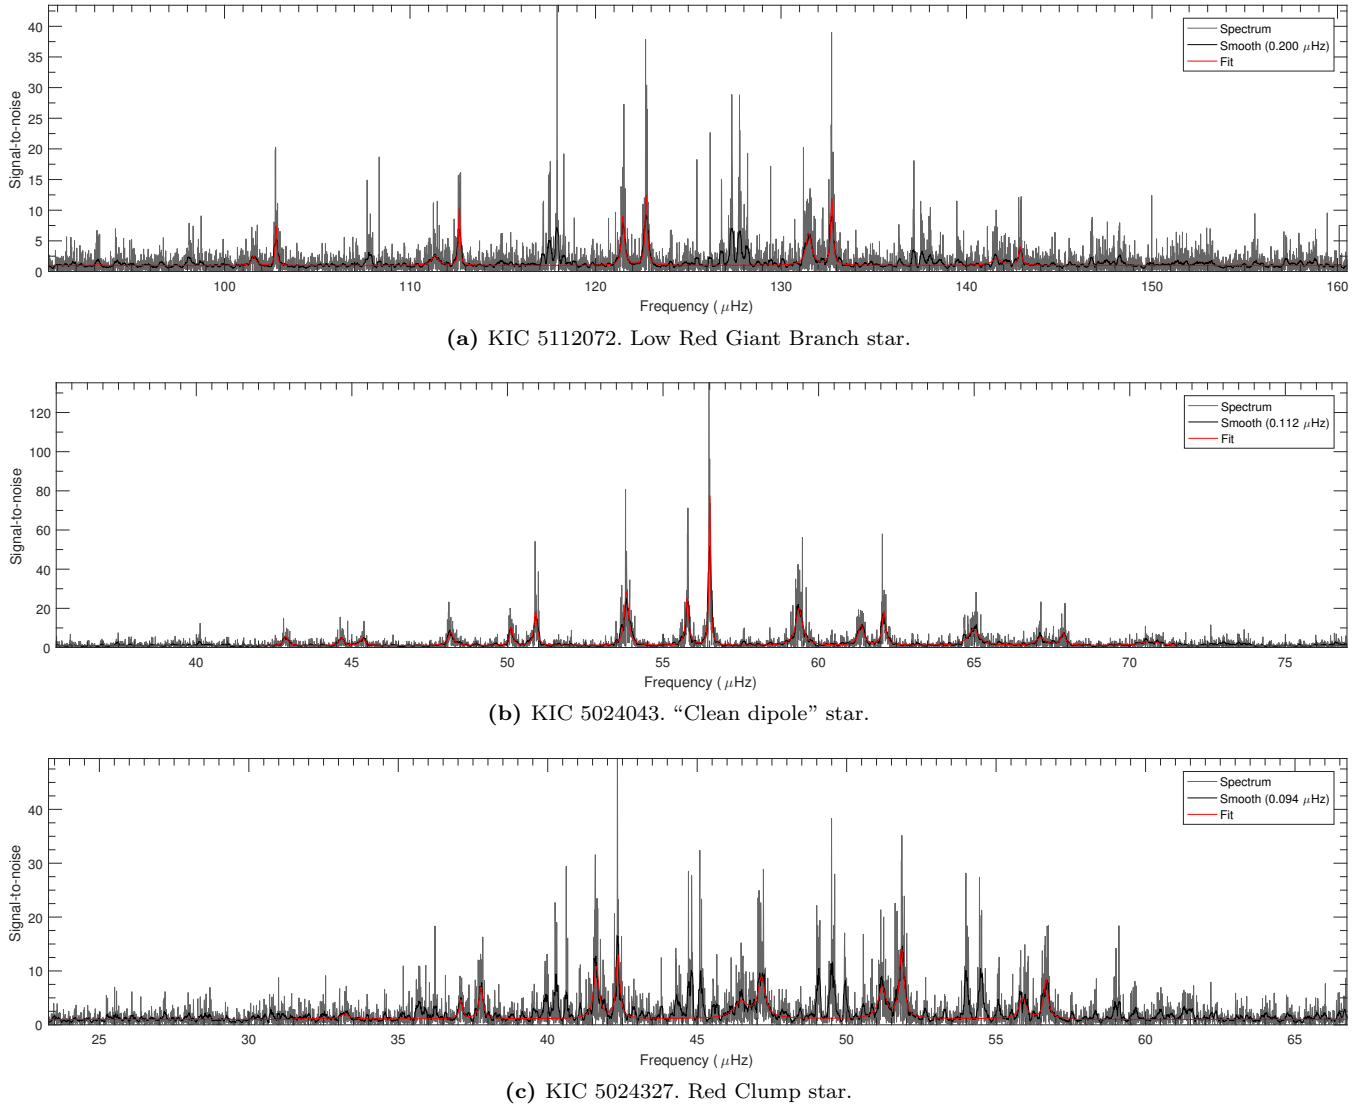 40
35
30
25
20
15
10
5
0
Signal-to-noise
Spectrum
Smooth (0.200 μHz)
Fit
100 110 120 130 140 150 160
Frequency ( μHz)
(a) KIC 5112072. Low Red Giant Branch star.
120
100
80
60
40
20
0
Signal-to-noise
Spectrum
Smooth (0.112 μHz)
Fit
40 45 50 55 60 65 70 75
Frequency ( μHz)
(b) KIC 5024043. “Clean dipole” star.
40
30
20
10
0
Signal-to-noise
Spectrum
Smooth (0.094 μHz)
Fit
25 30 35 40 45 50 55 60 65
Frequency ( μHz)
(c) KIC 5024327. Red Clump star.